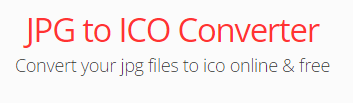 JPG to ICO Converter
Convert your jpg files to ico online & free